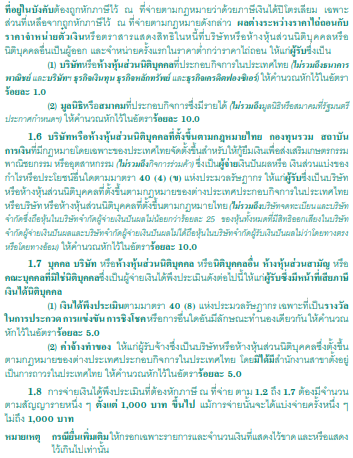 ที่ผู้รับบังคับต้องถูกหักภาษีไว้ ณ ที่จ่ายตามกฎหมายว่าด้วยภาษีเงินได้ปิโตรเลียม เฉพาะ
ส่วนที่เหลือจากถูกหักภาษีไว้ ณ ที่จ่ายตามกฎหมายดังกล่าว ผลต่างระหว่างราคาไถ่ถอนกับ
ราคาจำหน่ายตั๋วเงินหรือตราสารแสดงสิทธิในหนี้ที่บริษัทหรือห้างหุ้นส่วนนิติบุคคลหรือ
นิติบุคคลอื่นเป็นผู้ออก และจำหน่ายครั้งแรกในราคาต่ำกว่าราคาไถ่ถอน ให้แก่ผู้รับซึ่งเป็น
(1) บริษัทหรือห้างหุ้นส่วนนิติบุคคลที่ประกอบกิจการในประเทศไทย (ไม่รวมถึงธนาคาร
พาณิชย์ และบริษัทฯ ธุรกิจเงินทุน ธุรกิจหลักทรัพย์ และธุรกิจเครดิตฟองซิเอร์) ให้คำนวณหักไว้ในอัตรา
ร้อยละ 1.0
(2) มูลนิธิหรือสมาคมที่ประกอบกิจการซึ่งมีรายได้ (ไม่รวมถึงมูลนิธิหรือสมาคมที่รัฐมนตรี
ประกาศกำหนดฯ) ให้คำนวณหักไว้ในอัตราร้อยละ 10.0
1.6 บริษัทหรือห้างหุ้นส่วนนิติบุคคลที่ตั้งขึ้นตามกฎหมายไทย กองทุนรวม สถาบัน
การเงินที่มีกฎหมายโดยเฉพาะของประเทศไทยจัดตั้งขึ้นสำหรับให้กู้ยืมเงินเพื่อส่งเสริมเกษตรกรรม
พาณิชยกรรม หรืออุตสาหกรรม (ไม่รวมถึงกิจการร่วมค้า) ซึ่งเป็นผู้จ่ายเงินปันผลหรือ เงินส่วนแบ่งของ
กำไรหรือประโยชน์อื่นใดตามมาตรา 40 (4) (ข) แห่งประมวลรัษฎากร ให้แก่ผู้รับซึ่งเป็นบริษัท
หรือห้างหุ้นส่วนนิติบุคคลที่ตั้งขึ้นตามกฎหมายของต่างประเทศประกอบกิจการในประเทศไทย
หรือบริษัท หรือห้างหุ้นส่วนนิติบุคคลที่ตั้งขึ้นตามกฎหมายไทย (ไม่รวมถึงบริษัทจดทะเบียน และบริษัท
จำกัดซึ่งถือหุ้นในบริษัทจำกัดผู้จ่ายเงินปันผลไม่น้อยกว่าร้อยละ 25 ของหุ้นทั้งหมดที่มีสิทธิออกเสียงในบริษัท
จำกัดผู้จ่ายเงินปันผลและบริษัทจำกัดผู้จ่ายเงินปันผลไม่ได้ถือหุ้นในบริษัทจำกัดผู้รับเงินปันผลไม่ว่าโดยทางตรง
หรือโดยทางอ้อม) ให้คำนวณหักไว้ในอัตราร้อยละ 10.0
1.7 บุคคล บริษัท หรือห้างหุ้นส่วนนิติบุคคล หรือนิติบุคคลอื่น ห้างหุ้นส่วนสามัญ หรือ
คณะบุคคลที่มิใช่นิติบุคคลซึ่งเป็นผู้จ่ายเงินได้พึงประเมินดังต่อไปนี้ให้แก่ผู้รับซึ่งมีหน้าที่เสียภาษี
เงินได้นิติบุคคล
(1) เงินได้พึงประเมินตามมาตรา 40 (8) แห่งประมวลรัษฎากร เฉพาะที่เป็นรางวัล
ในการประกวด การแข่งขัน การชิงโชคหรือการอื่นใดอันมีลักษณะทำนองเดียวกัน ให้คำนวณ
หักไว้ในอัตราร้อยละ 5.0
(2) ค่าจ้างทำของ ให้แก่ผู้รับจ้างซึ่งเป็นบริษัทหรือห้างหุ้นส่วนนิติบุคคลซึ่งตั้งขึ้น
ตามกฎหมายของต่างประเทศประกอบกิจการในประเทศไทย โดยมิได้มีสำนักงานสาขาตั้งอยู่
เป็นการถาวรในประเทศไทย ให้คำนวณหักไว้ในอัตราร้อยละ 5.0
1.8 การจ่ายเงินได้พึงประเมินที่ต้องหักภาษี ณ ที่จ่าย ตาม 1.2 ถึง 1.7 ต้องมีจำนวน
ตามสัญญารายหนึ่ง ๆ ตั้งแต่ 1,000 บาท ขึ้นไป แม้การจ่ายนั้นจะได้แบ่งจ่ายครั้งหนึ่ง ๆ
ไม่ถึง 1,000 บาท
หมายเหตุ กรณียื่นเพิ่มเติม ให้กรอกเฉพาะรายการและจำนวนเงินที่แสดงไว้ขาด และหรือแสดง
ไว้เกินไปเท่านั้น